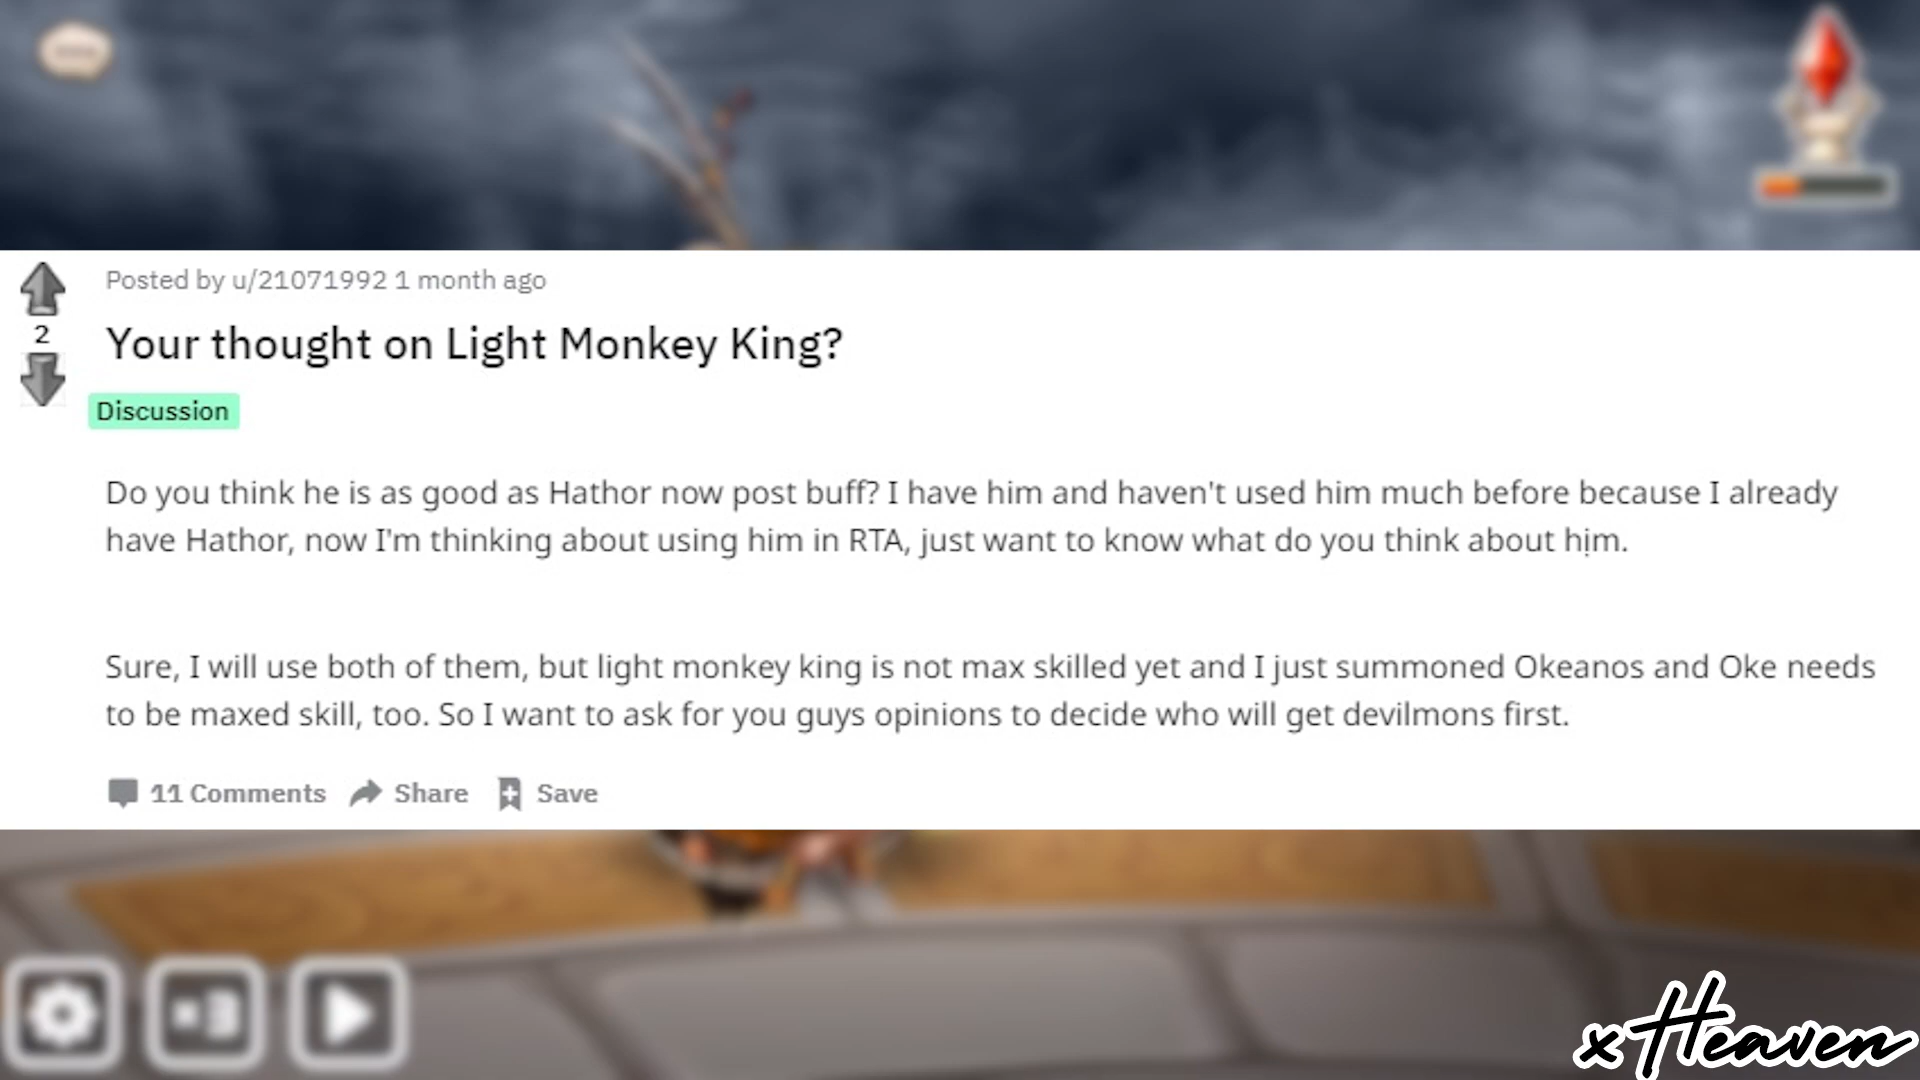 Posted by u/21071992 1 month ago
2
Your thought on Light Monkey King?
Discussion
Do you think he is as good as Hathor now post buff? I have him and haven't used him much before because I already
have Hathor, now I'm thinking about using him in RTA, just want to know what do you think about him.
Sure, I will use both of them, but light monkey king is not max skilled yet and I just summoned Okeanos and Oke needs
to be maxed skill, too. So I want to ask for you guys opinions to decide who will get devilmons first.
11 Comments Share Save
×3
xHeaven